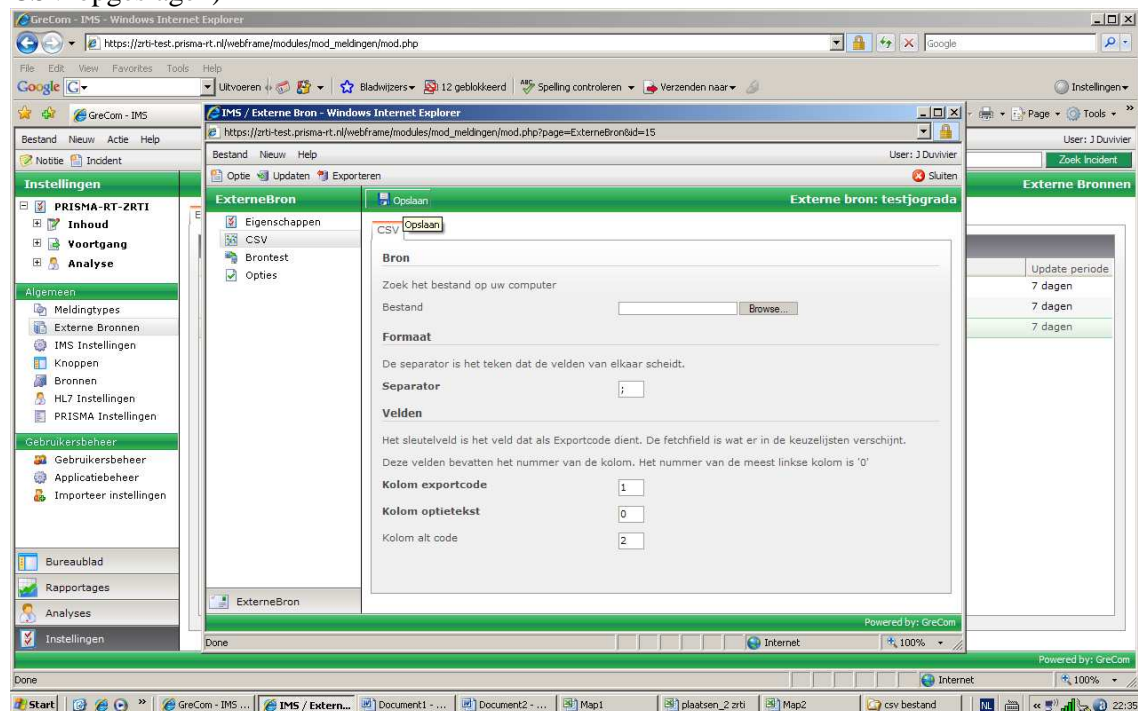 GreCom - IMS - Windows Internet Explorer
https://zrti-test.prisma-rt.nl/webframe/modules/mod_meldingen/mod.php
Google
File Edit View Favorites Tools Help
Google G Uitvoeren Bladwijzers 12 geblokkeerd Spelling controleren Verzenden naar Instellingen
GreCom - IMS
Page Tools »
Bestand Nieuw Actie Help
User: J Duvivier
Notitie Incident
Zoek Incident
Instellingen
Externe Bronnen
PRISMA-RT-ZRTI
Inhoud
Voortgang
Analyse
Algemeen
Meldingtypes
Externe Bronnen
IMS Instellingen
Knoppen
Bronnen
HL7 Instellingen
PRISMA Instellingen
Gebruikersbeheer
Gebruikersbeheer
Applicatiebeheer
Importeer instellingen
Bureaublad
Rapportages
Analyses
Instellingen
Update periode
7 dagen
7 dagen
7 dagen
IMS / Externe Bron - Windows Internet Explorer
https://zrti-test.prisma-rt.nl/webframe/modules/mod_meldingen/mod.php?page=ExterneBron&id=15
Bestand Nieuw Help
User: J Duvivier
Optie Updaten Exporteren
Sluiten
ExterneBron
Opslaan
Externe bron: testjograda
Eigenschappen
CSV
Brontest
Opties
CSV
Opslaan
Bron
Zoek het bestand op uw computer
Bestand
Browse...
Formaat
De separator is het teken dat de velden van elkaar scheidt.
Separator ;
Velden
Het sleutelveld is het veld dat als Exportcode dient. De fetchfield is wat er in de keuzelijsten verschijnt.
Deze velden bevatten het nummer van de kolom. Het nummer van de meest linkse kolom is '0'
Kolom exportcode 1
Kolom optietekst 0
Kolom alt code 2
ExterneBron
Powered by: GreCom
Done
Internet
100%
Powered by: GreCom
Done
Internet
100%
Start » GreCom - IMS ... IMS / Extern... Document1 - ... Document2 - ... Map1 plaatsen_2 zrti Map2 csv bestand NL « 22:35